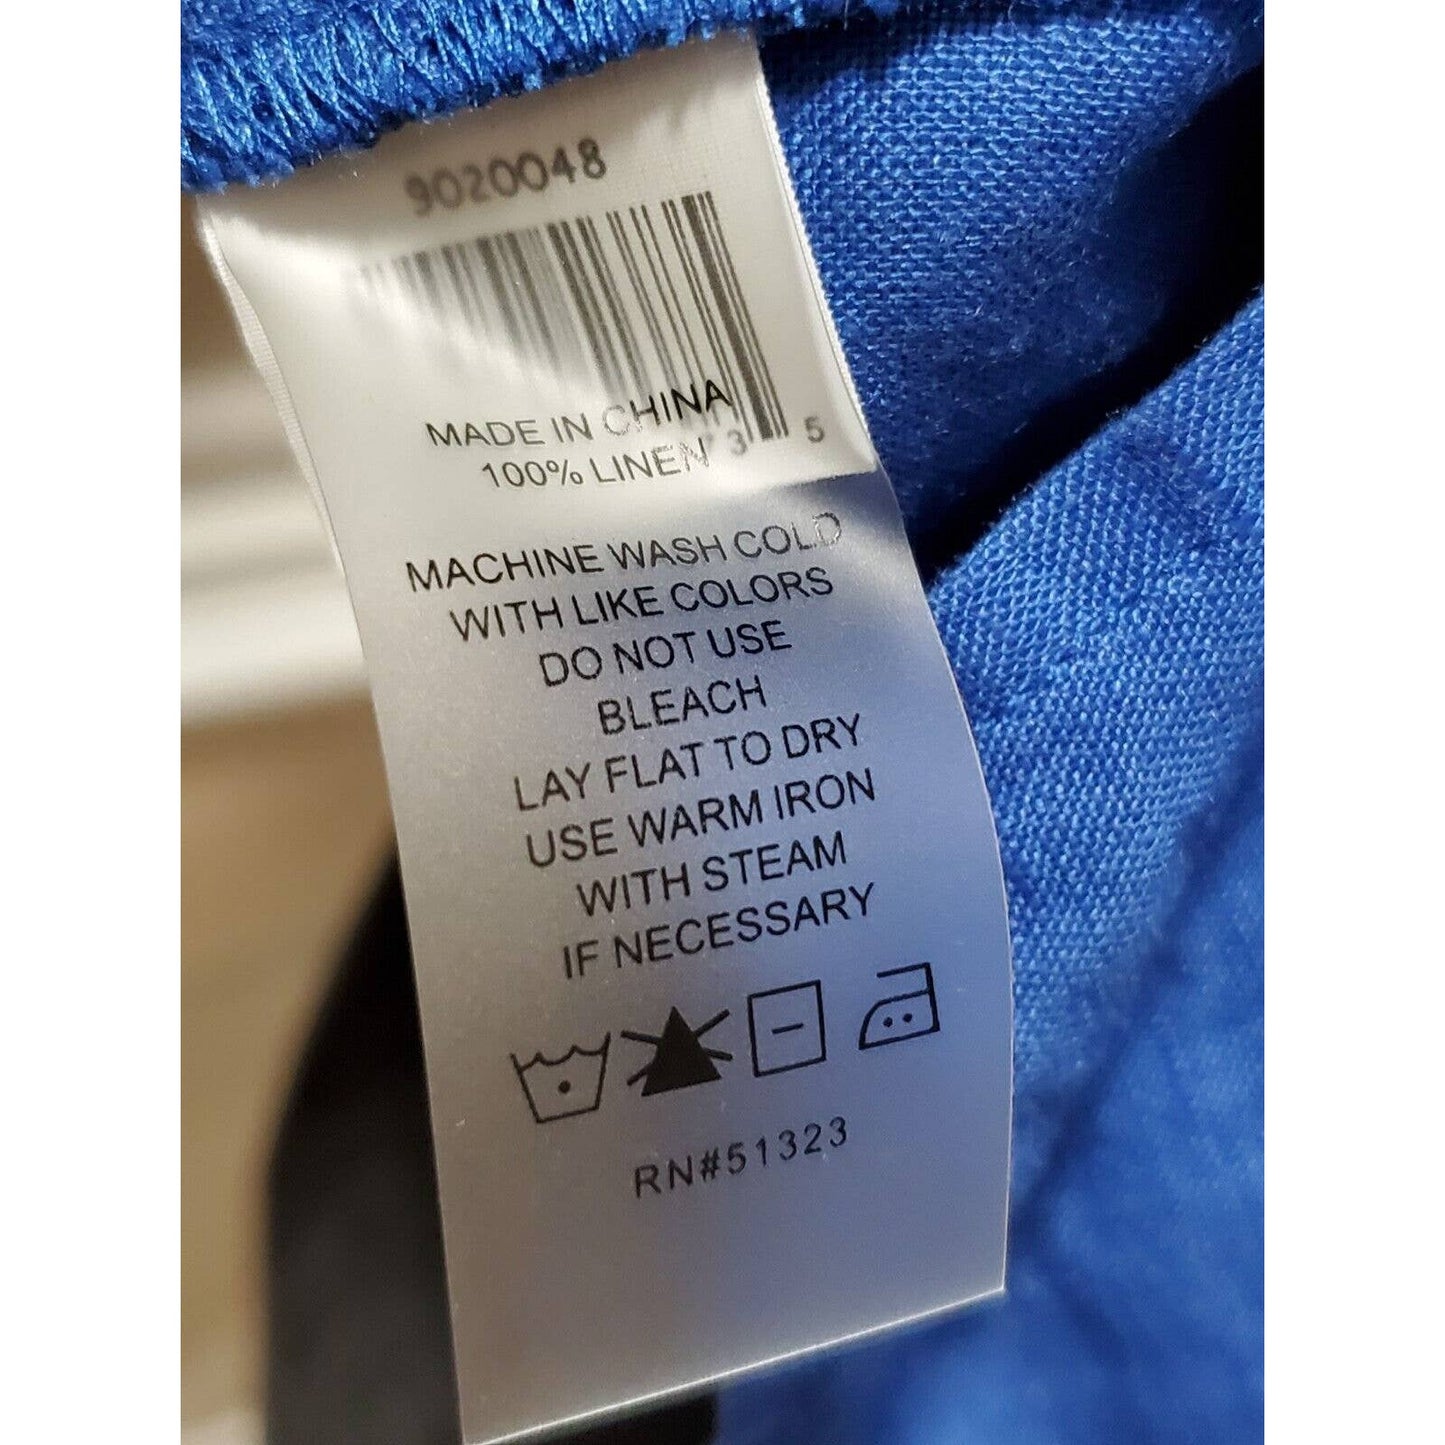 9020048
MADE IN CHINA
100% LINEN
3 5
MACHINE WASH COLD
WITH LIKE COLORS
DO NOT USE
BLEACH
LAY FLAT TO DRY
USE WARM IRON
WITH STEAM
IF NECESSARY
RN#51323